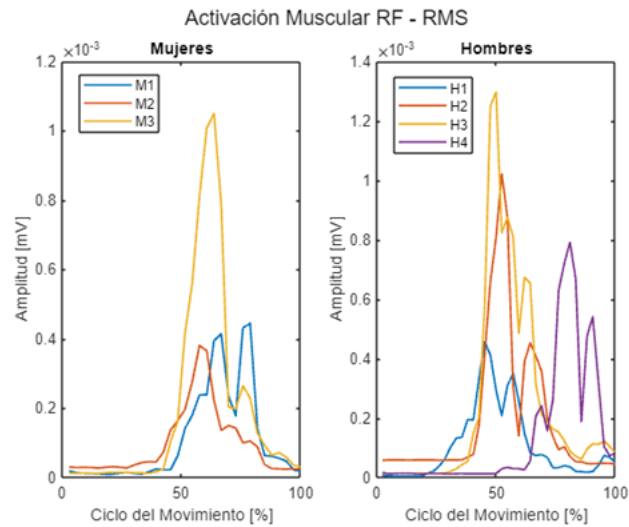 Activación Muscular RF - RMS
Mujeres
×10⁻³
1.2
1
0.8
0.6
0.4
0.2
0
0
50
100
Amplitud [mV]
Ciclo del Movimiento [%]
M1
M2
M3
Hombres
×10⁻³
1.4
1.2
1
0.8
0.6
0.4
0.2
0
0
50
100
Amplitud [mV]
Ciclo del Movimiento [%]
H1
H2
H3
H4